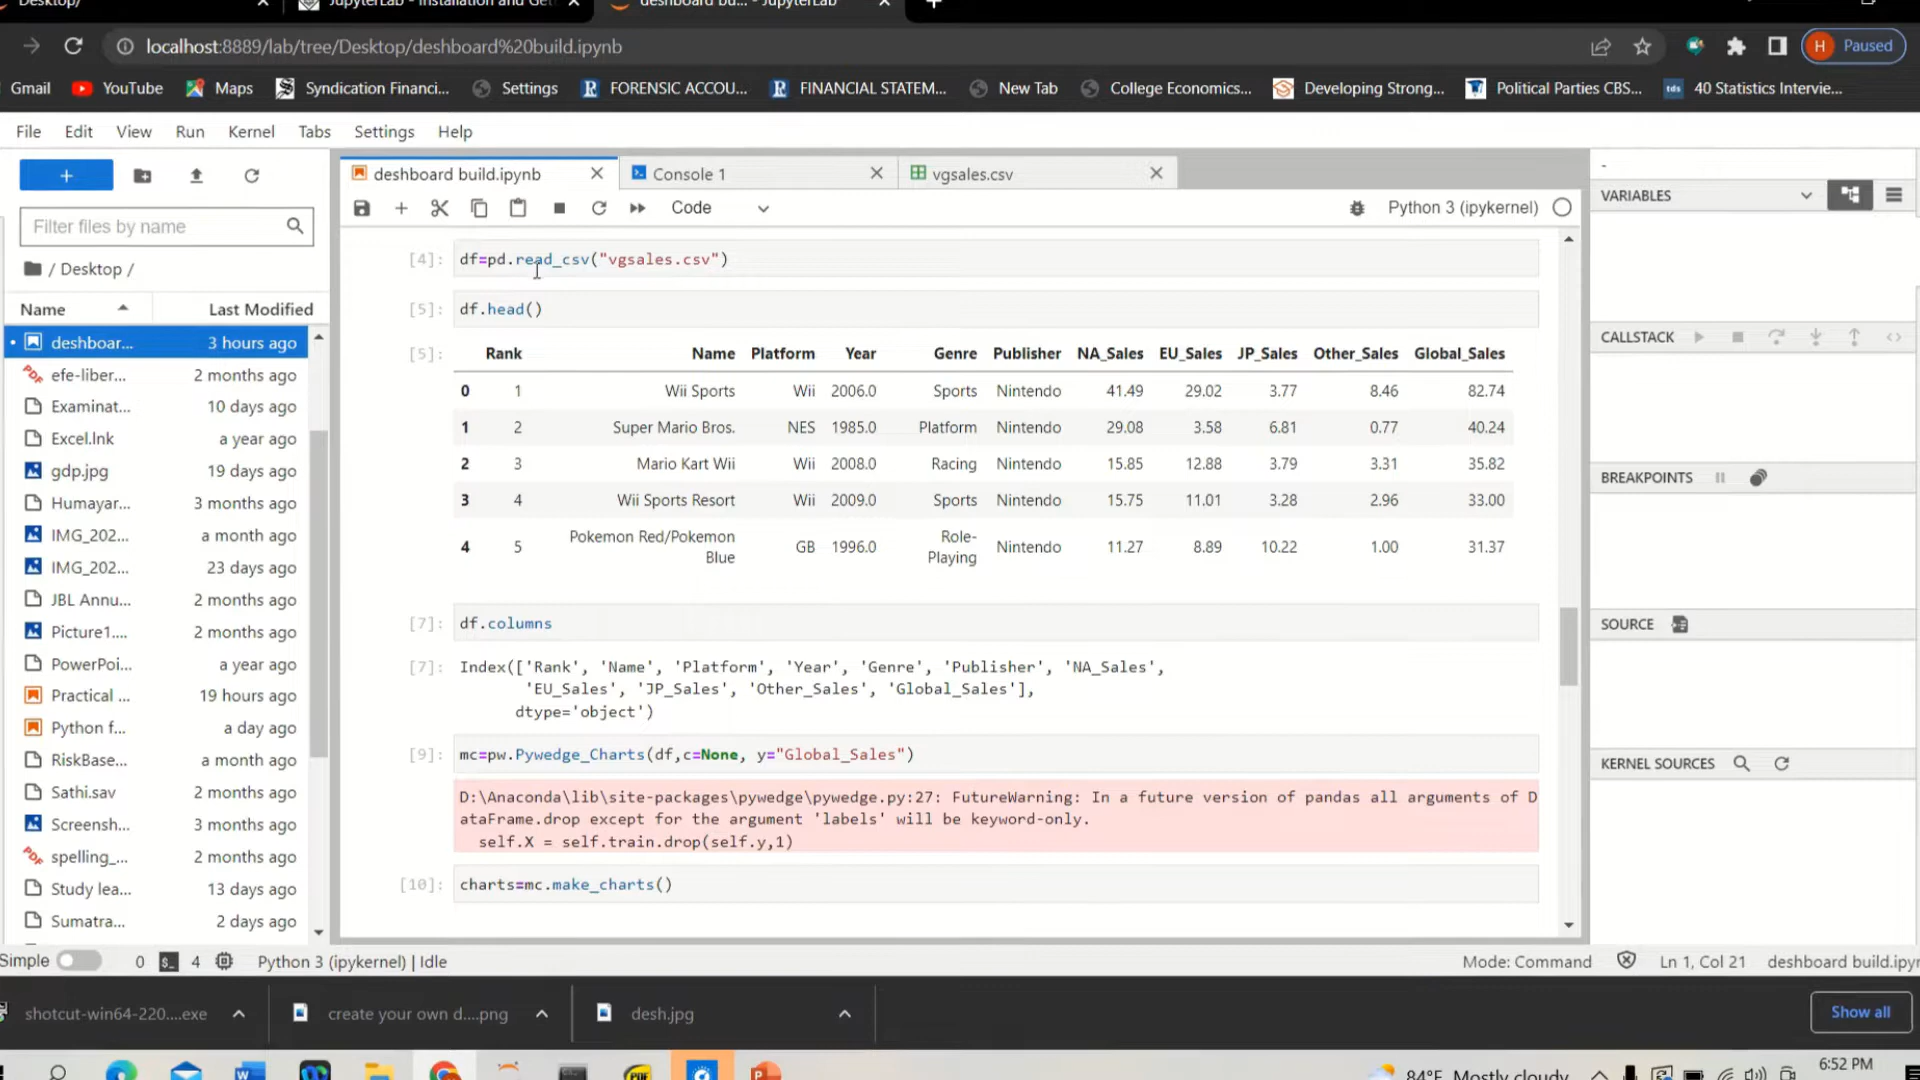 Desktop/
JupyterLab - Installation and Get
deshboard bu... - JupyterLab
localhost:8889/lab/tree/Desktop/deshboard%20build.ipynb
H Paused
Gmail YouTube Maps Syndication Financi... Settings FORENSIC ACCOU... FINANCIAL STATEM... New Tab College Economics... Developing Strong... Political Parties CBS... tds 40 Statistics Intervie...
File Edit View Run Kernel Tabs Settings Help
deshboard build.ipynb Console 1 vgsales.csv
Code Python 3 (ipykernel)
Filter files by name
/ Desktop /
Name Last Modified
deshboar... 3 hours ago
efe-liber... 2 months ago
Examinat... 10 days ago
Excel.lnk a year ago
gdp.jpg 19 days ago
Humayar... 3 months ago
IMG_202... a month ago
IMG_202... 23 days ago
JBL Annu... 2 months ago
Picture1.... 2 months ago
PowerPoi... a year ago
Practical ... 19 hours ago
Python f... a day ago
RiskBase... a month ago
Sathi.sav 2 months ago
Screensh... 3 months ago
spelling_... 2 months ago
Study lea... 13 days ago
Sumatra... 2 days ago
[4]: df=pd.read_csv("vgsales.csv")
[5]: df.head()
[5]: Rank Name Platform Year Genre Publisher NA_Sales EU_Sales JP_Sales Other_Sales Global_Sales
0 1 Wii Sports Wii 2006.0 Sports Nintendo 41.49 29.02 3.77 8.46 82.74
1 2 Super Mario Bros. NES 1985.0 Platform Nintendo 29.08 3.58 6.81 0.77 40.24
2 3 Mario Kart Wii Wii 2008.0 Racing Nintendo 15.85 12.88 3.79 3.31 35.82
3 4 Wii Sports Resort Wii 2009.0 Sports Nintendo 15.75 11.01 3.28 2.96 33.00
4 5 Pokemon Red/Pokemon Blue GB 1996.0 Role-Playing Nintendo 11.27 8.89 10.22 1.00 31.37
[7]: df.columns
[7]: Index(['Rank', 'Name', 'Platform', 'Year', 'Genre', 'Publisher', 'NA_Sales',
'EU_Sales', 'JP_Sales', 'Other_Sales', 'Global_Sales'],
dtype='object')
[9]: mc=pw.Pywedge_Charts(df,c=None, y="Global_Sales")
D:\Anaconda\lib\site-packages\pywedge\pywedge.py:27: FutureWarning: In a future version of pandas all arguments of D
ataFrame.drop except for the argument 'labels' will be keyword-only.
self.X = self.train.drop(self.y,1)
[10]: charts=mc.make_charts()
VARIABLES
CALLSTACK
BREAKPOINTS
SOURCE
KERNEL SOURCES
Simple 0 4 Python 3 (ipykernel) | Idle Mode: Command Ln 1, Col 21 deshboard build.ipy
shotcut-win64-220....exe create your own d....png desh.jpg Show all
84°F Mostly cloudy 6:52 PM